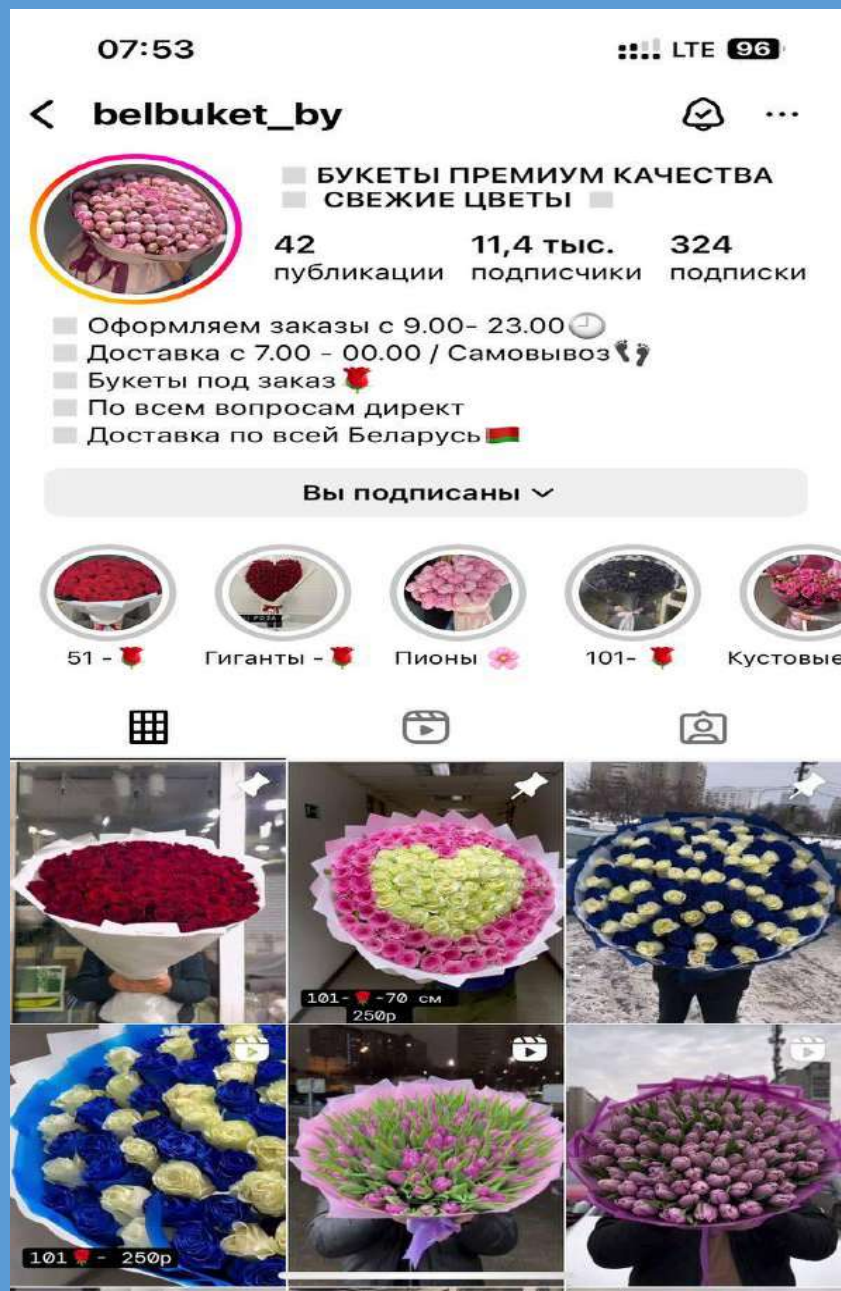 07:53
LTE 96
belbuket_by
БУКЕТЫ ПРЕМИУМ КАЧЕСТВА
СВЕЖИЕ ЦВЕТЫ
42 11,4 тыс. 324
публикации подписчики подписки
Оформляем заказы с 9.00- 23.00
Доставка с 7.00 - 00.00 / Самовывоз
Букеты под заказ
По всем вопросам директ
Доставка по всей Беларусь
Вы подписаны
51 - Гиганты - Пионы 101- Кустовые
101- -70 см
250р
101 - 250р